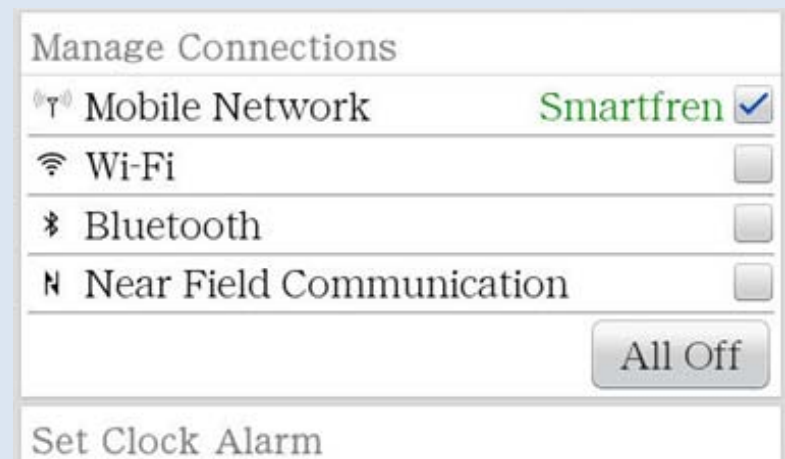 Manage Connections
Mobile Network Smartfren
Wi-Fi
Bluetooth
Near Field Communication
All Off
Set Clock Alarm